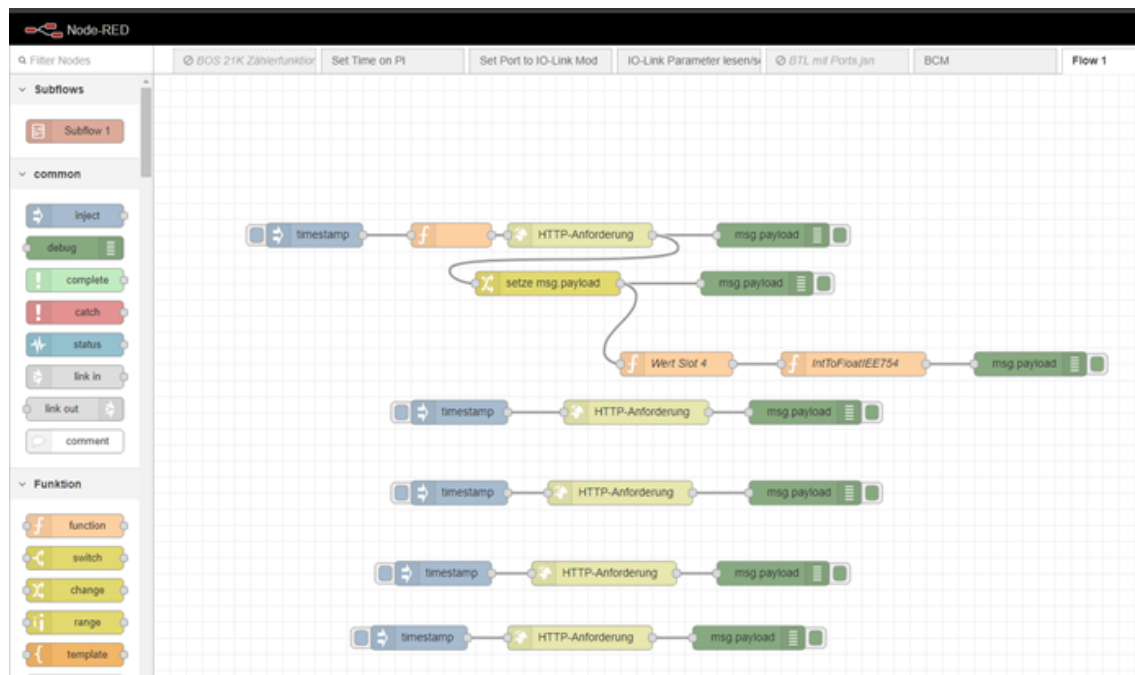 Node-RED
Filter Nodes
BOS 21K Zählerfunktior
Set Time on PI
Set Port to IO-Link Mod
IO-Link Parameter lesen/s
BTL mit Ports.jsn
BCM
Flow 1
Subflows
Subflow 1
common
inject
debug
complete
catch
status
link in
link out
comment
Funktion
function
switch
change
range
template
timestamp
HTTP-Anforderung
msg.payload
setze msg.payload
msg.payload
Wert Slot 4
IntToFloatIEE754
msg.payload
timestamp
HTTP-Anforderung
msg.payload
timestamp
HTTP-Anforderung
msg.payload
timestamp
HTTP-Anforderung
msg.payload
timestamp
HTTP-Anforderung
msg.payload